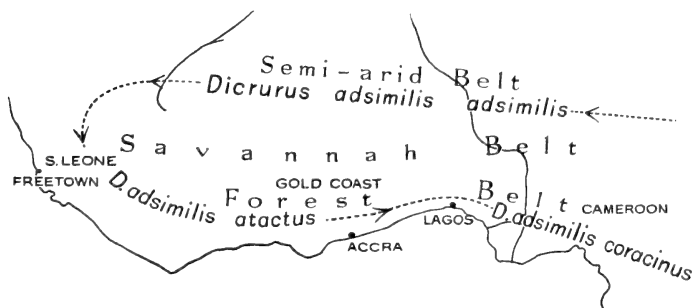 Semi-arid Belt
Dicrurus adsimilis adsimilis
Savannah Belt
S. LEONE
FREETOWN
GOLD COAST
Forest Belt
D. adsimilis atactus
CAMEROON
LAGOS
D. adsimilis coracinus
ACCRA